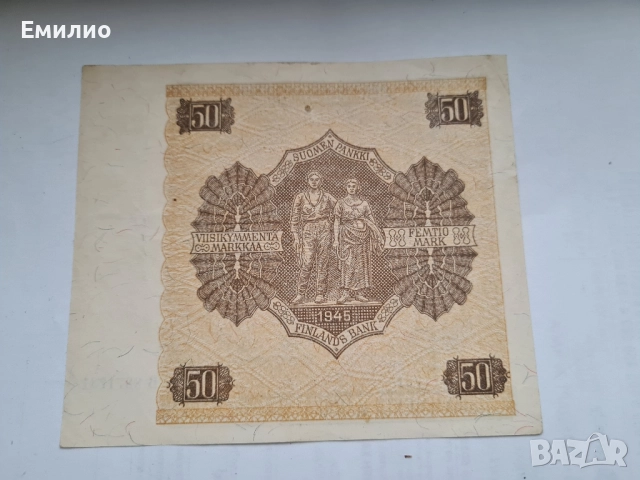 Емилио
50
50
SUOMEN PANKKI
VIISIKYMMENTÄ
MARKKAA
FEMTIO
MARK
1945
FINLANDS BANK
50
50
BAZAR